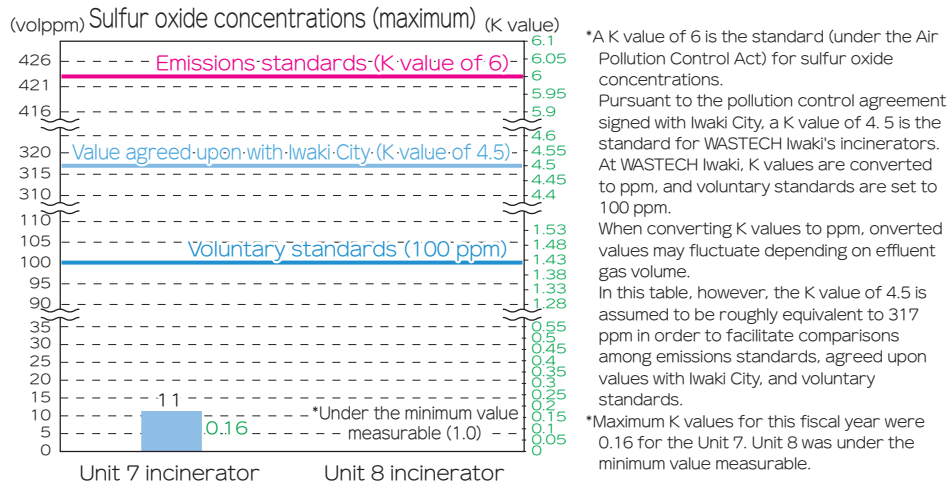 Sulfur oxide concentrations (maximum)
(volppm)
(K value)
426
421
416
320
315
310
110
105
100
95
90
35
30
25
20
15
10
5
0
6.1
6.05
6
5.95
5.9
4.6
4.55
4.5
4.45
4.4
1.53
1.48
1.43
1.38
1.33
1.28
0.55
0.5
0.45
0.4
0.35
0.3
0.25
0.2
0.15
0.1
0.05
0
Emissions standards (K value of 6)
Value agreed upon with Iwaki City (K value of 4.5)
Voluntary standards (100 ppm)
11
0.16
*Under the minimum value
measurable (1.0)
Unit 7 incinerator
Unit 8 incinerator
*A K value of 6 is the standard (under the Air
Pollution Control Act) for sulfur oxide
concentrations.
Pursuant to the pollution control agreement
signed with Iwaki City, a K value of 4. 5 is the
standard for WASTECH Iwaki's incinerators.
At WASTECH Iwaki, K values are converted
to ppm, and voluntary standards are set to
100 ppm.
When converting K values to ppm, onverted
values may fluctuate depending on effluent
gas volume.
In this table, however, the K value of 4.5 is
assumed to be roughly equivalent to 317
ppm in order to facilitate comparisons
among emissions standards, agreed upon
values with Iwaki City, and voluntary
standards.
*Maximum K values for this fiscal year were
0.16 for the Unit 7. Unit 8 was under the
minimum value measurable.